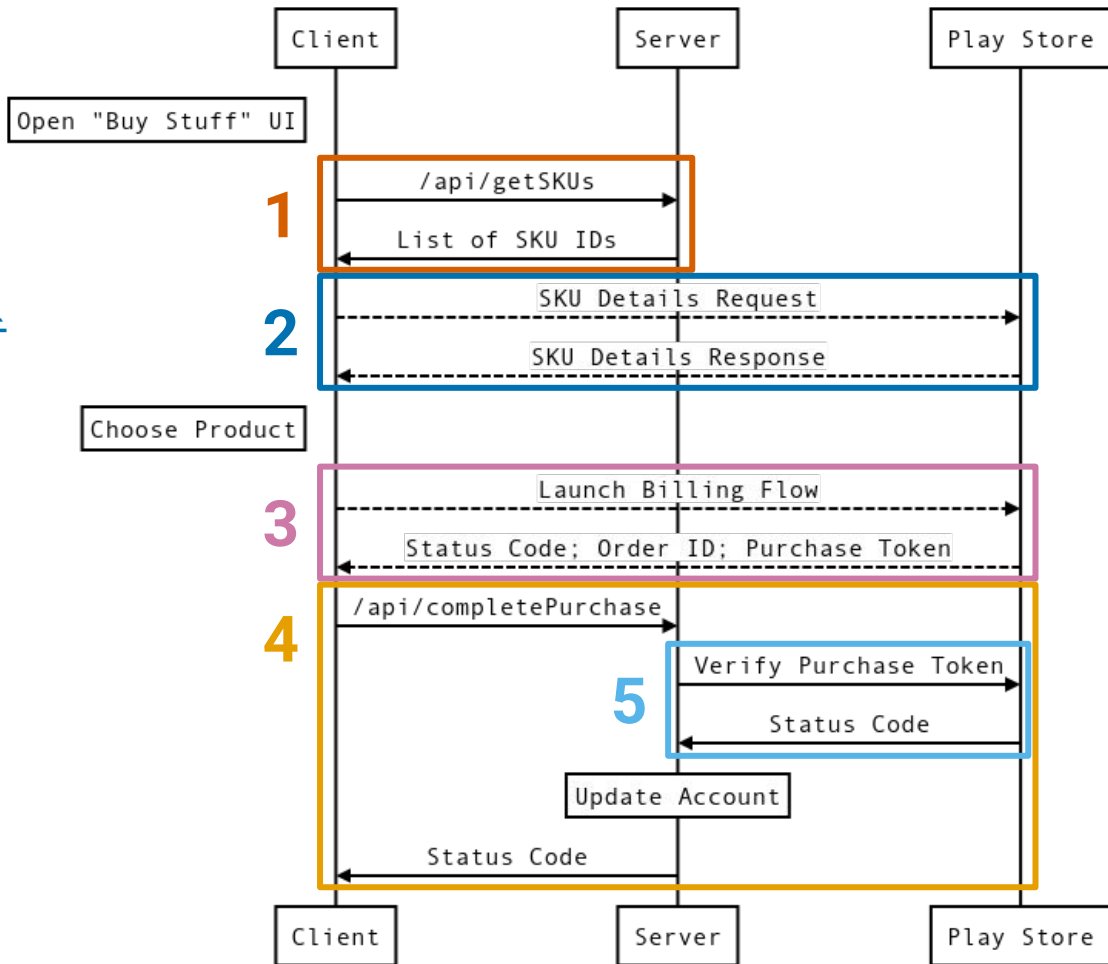 Client Server Play Store
Open "Buy Stuff" UI
1
/api/getSKUs
List of SKU IDs
2
SKU Details Request
SKU Details Response
Choose Product
3
Launch Billing Flow
Status Code; Order ID; Purchase Token
4
/api/completePurchase
5
Verify Purchase Token
Status Code
Update Account
Status Code
Client Server Play Store